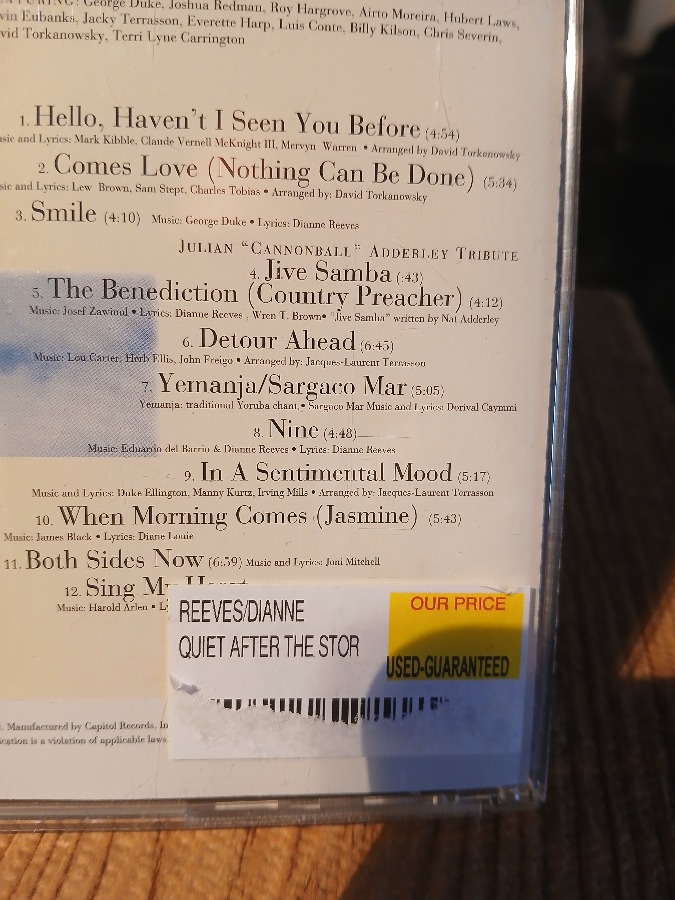 George Duke, Joshua Redman, Roy Hargrove, Airto Moreira, Hubert Laws,
vin Eubanks, Jacky Terrasson, Everette Harp, Luis Conte, Billy Kilson, Chris Severin,
vid Torkanowsky, Terri Lyne Carrington
1. Hello, Haven't I Seen You Before (4:54)
sic and Lyrics: Mark Kibble, Claude Vernell McKnight III, Mervyn Warren • Arranged by David Torkanowsky
2. Comes Love (Nothing Can Be Done) (5:34)
sic and Lyrics: Lew Brown, Sam Stept, Charles Tobias • Arranged by: David Torkanowsky
3. Smile (4:10) Music: George Duke • Lyrics: Dianne Reeves
JULIAN "CANNONBALL" ADDERLEY TRIBUTE
4. Jive Samba (:43)
5. The Benediction (Country Preacher) (4:12)
Music: Josef Zawinul • Lyrics: Dianne Reeves, Wren T. Brown• "Jive Samba" written by Nat Adderley
6. Detour Ahead (6:45)
Music: Lou Carter, Herb Ellis, John Freigo • Arranged by: Jacques-Laurent Terrasson
7. Yemanja/Sargaco Mar (5:05)
Yemanja: traditional Yoruba chant, • Sargaco Mar Music and Lyrics: Dorival Caymmi
8. Nine (4:48)
Music: Eduardo del Barrio & Dianne Reeves • Lyrics: Dianne Reeves
9. In A Sentimental Mood (5:17)
Music and Lyrics: Duke Ellington, Manny Kurtz, Irving Mills • Arranged by: Jacques-Laurent Terrasson
10. When Morning Comes (Jasmine) (5:43)
Music: James Black • Lyrics: Diane Louie
11. Both Sides Now (6:59) Music and Lyrics: Joni Mitchell
12. Sing My
Music: Harold Arlen • L
REEVES/DIANNE
QUIET AFTER THE STOR
OUR PRICE
USED-GUARANTEED
. Manufactured by Capitol Records, In
ication is a violation of applicable laws.